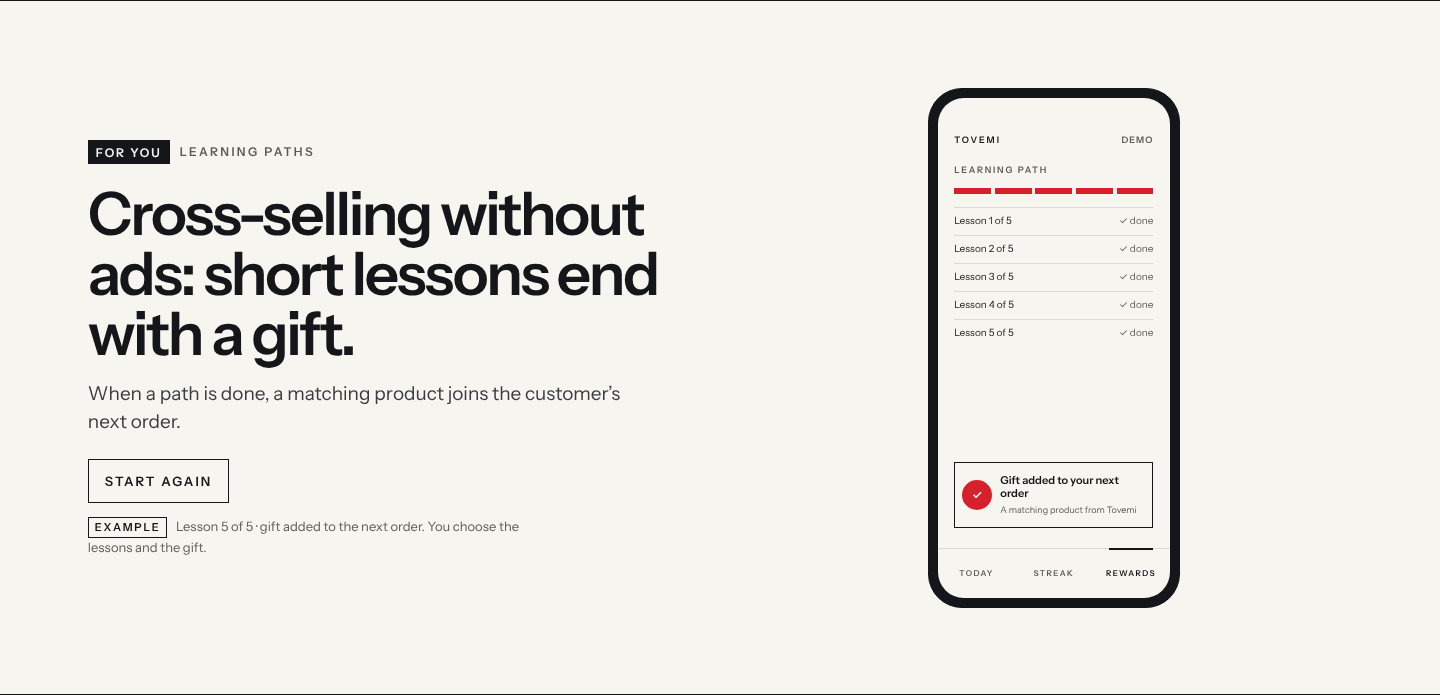 FOR YOU LEARNING PATHS
Cross-selling without
ads: short lessons end
with a gift.
When a path is done, a matching product joins the customer’s
next order.
START AGAIN
EXAMPLE Lesson 5 of 5 · gift added to the next order. You choose the
lessons and the gift.
TOVEMI DEMO
LEARNING PATH
Lesson 1 of 5 ✓ done
Lesson 2 of 5 ✓ done
Lesson 3 of 5 ✓ done
Lesson 4 of 5 ✓ done
Lesson 5 of 5 ✓ done
Gift added to your next
order
A matching product from Tovemi
TODAY STREAK REWARDS